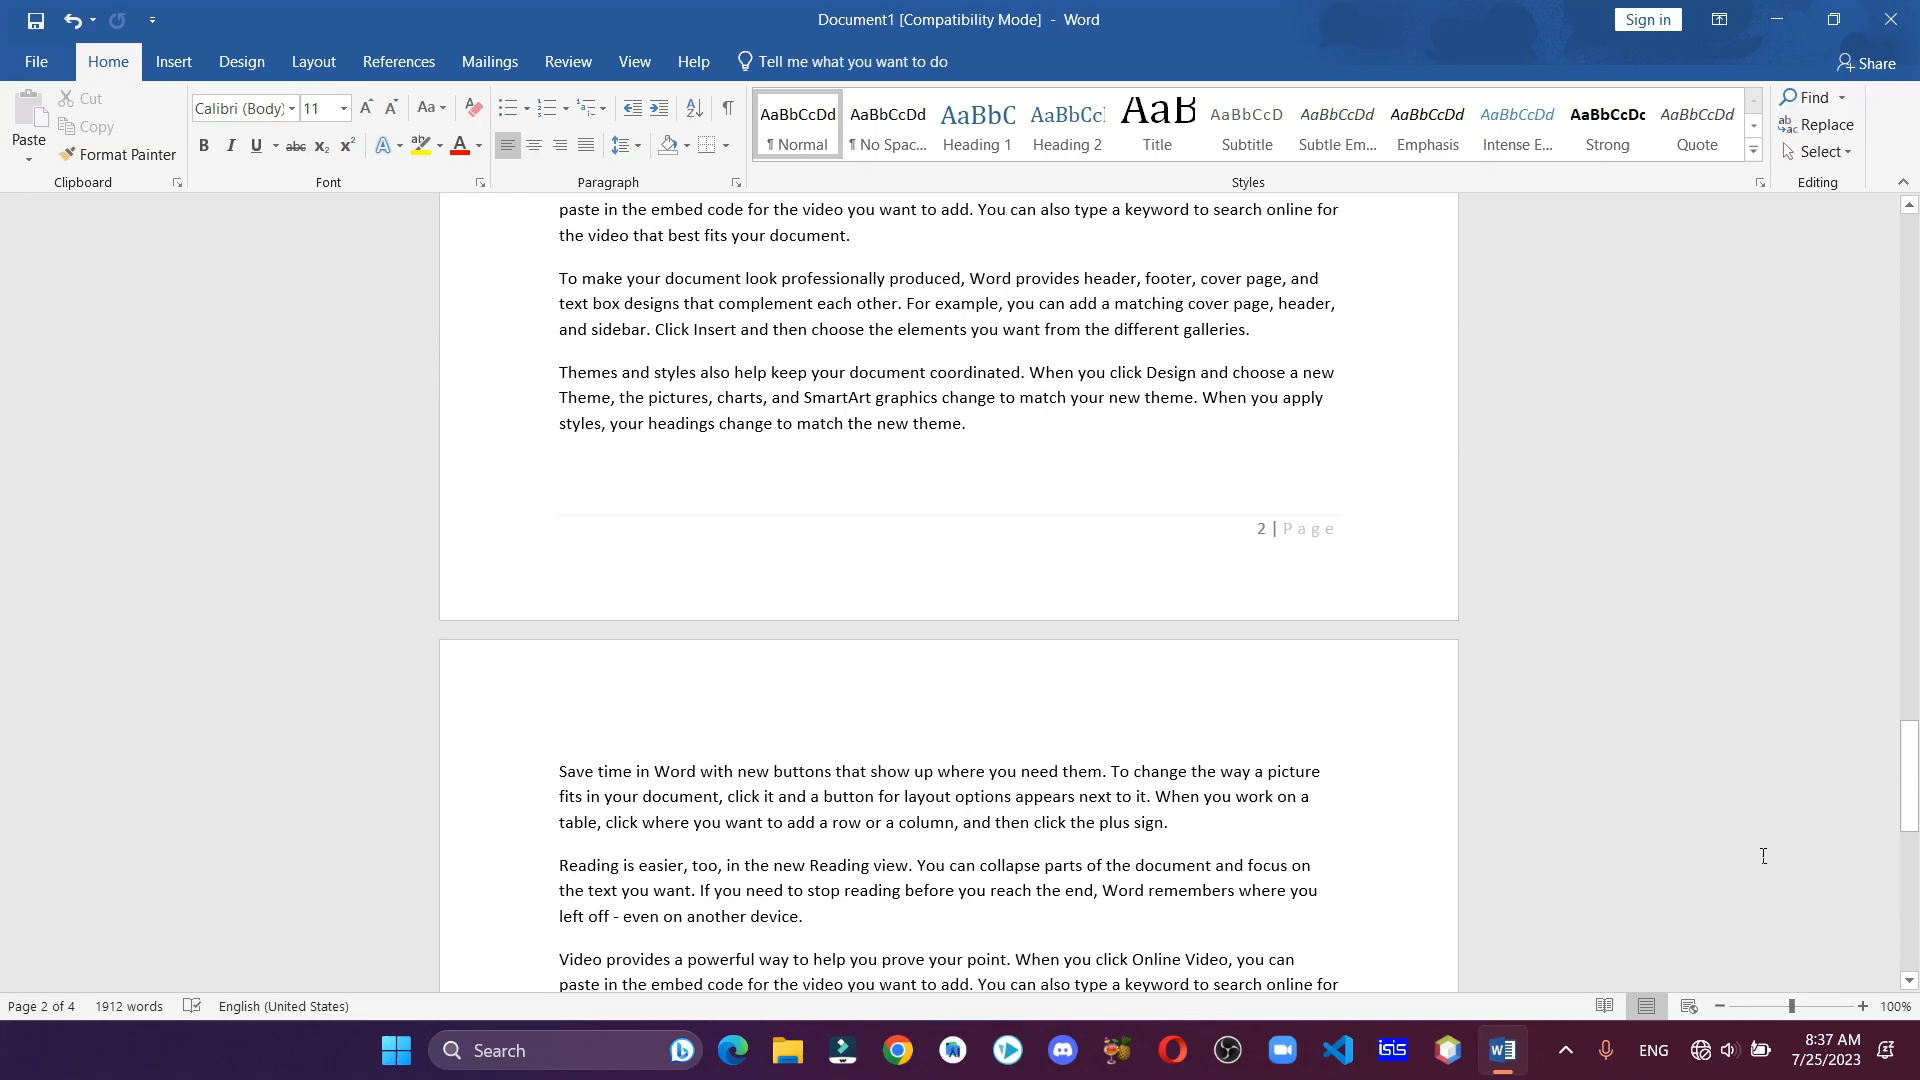 Document1 [Compatibility Mode] - Word
Sign in
File Home Insert Design Layout References Mailings Review View Help Tell me what you want to do
Share
Paste
Cut
Copy
Format Painter
Clipboard
Calibri (Body) 11
Font
Paragraph
AaBbCcDd AaBbCcDd AaBbC AaBbCc AaB AaBbCcD AaBbCcDd AaBbCcDd AaBbCcDd AaBbCcDc AaBbCcDd
¶ Normal ¶ No Spac... Heading 1 Heading 2 Title Subtitle Subtle Em... Emphasis Intense E... Strong Quote
Styles
Find
Replace
Select
Editing
paste in the embed code for the video you want to add. You can also type a keyword to search online for
the video that best fits your document.
To make your document look professionally produced, Word provides header, footer, cover page, and
text box designs that complement each other. For example, you can add a matching cover page, header,
and sidebar. Click Insert and then choose the elements you want from the different galleries.
Themes and styles also help keep your document coordinated. When you click Design and choose a new
Theme, the pictures, charts, and SmartArt graphics change to match your new theme. When you apply
styles, your headings change to match the new theme.
2 | Page
Save time in Word with new buttons that show up where you need them. To change the way a picture
fits in your document, click it and a button for layout options appears next to it. When you work on a
table, click where you want to add a row or a column, and then click the plus sign.
Reading is easier, too, in the new Reading view. You can collapse parts of the document and focus on
the text you want. If you need to stop reading before you reach the end, Word remembers where you
left off - even on another device.
Video provides a powerful way to help you prove your point. When you click Online Video, you can
paste in the embed code for the video you want to add. You can also type a keyword to search online for
Page 2 of 4 1912 words English (United States)
100%
Search
isis
ENG
8:37 AM
7/25/2023